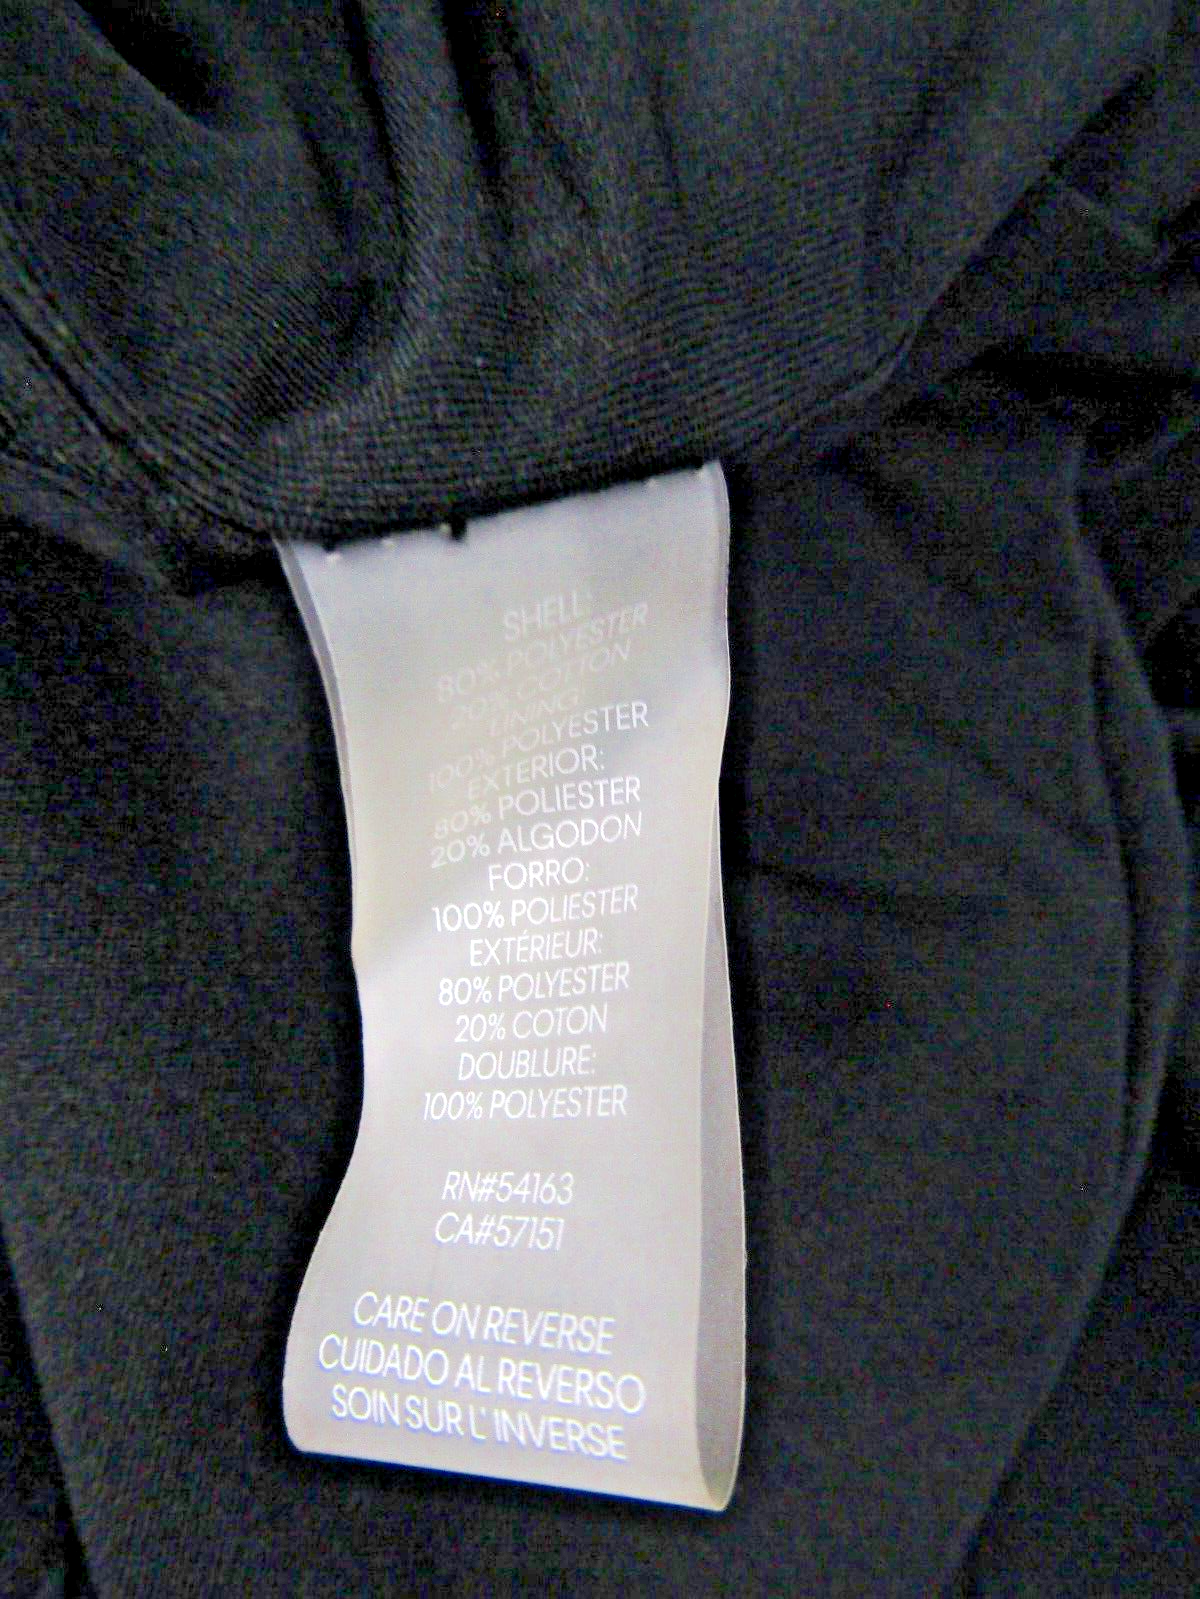 SHELL:
80% POLYESTER
20% COTTON
LINING:
100% POLYESTER
EXTERIOR:
80% POLIESTER
20% ALGODON
FORRO:
100% POLIESTER
EXTÉRIEUR:
80% POLYESTER
20% COTON
DOUBLURE:
100% POLYESTER
RN#54163
CA#57151
CARE ON REVERSE
CUIDADO AL REVERSO
SOIN SUR L' INVERSE